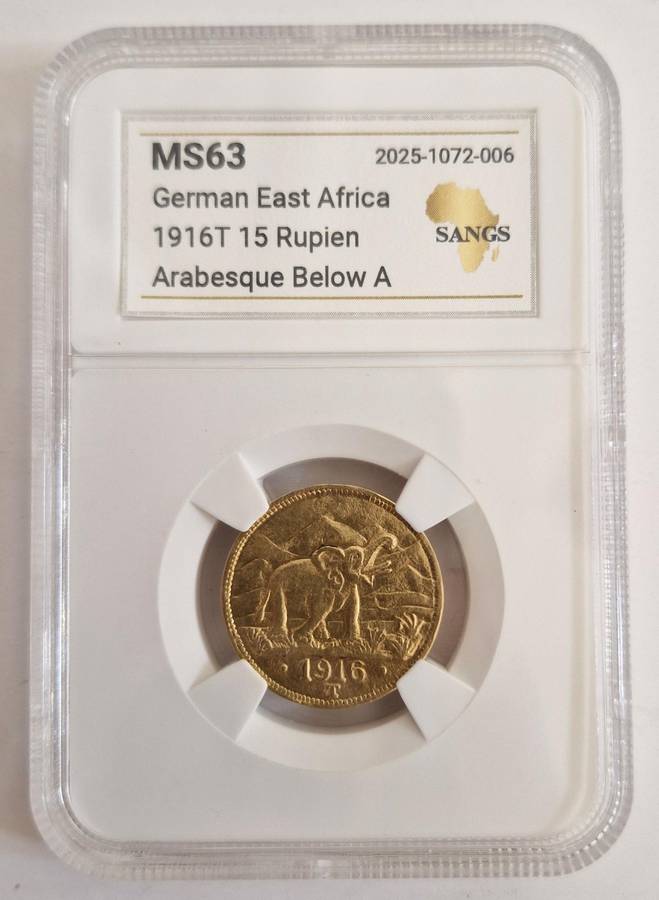 MS63
2025-1072-006
German East Africa
1916T 15 Rupien
SANGS
Arabesque Below A
· 1916 ·
T